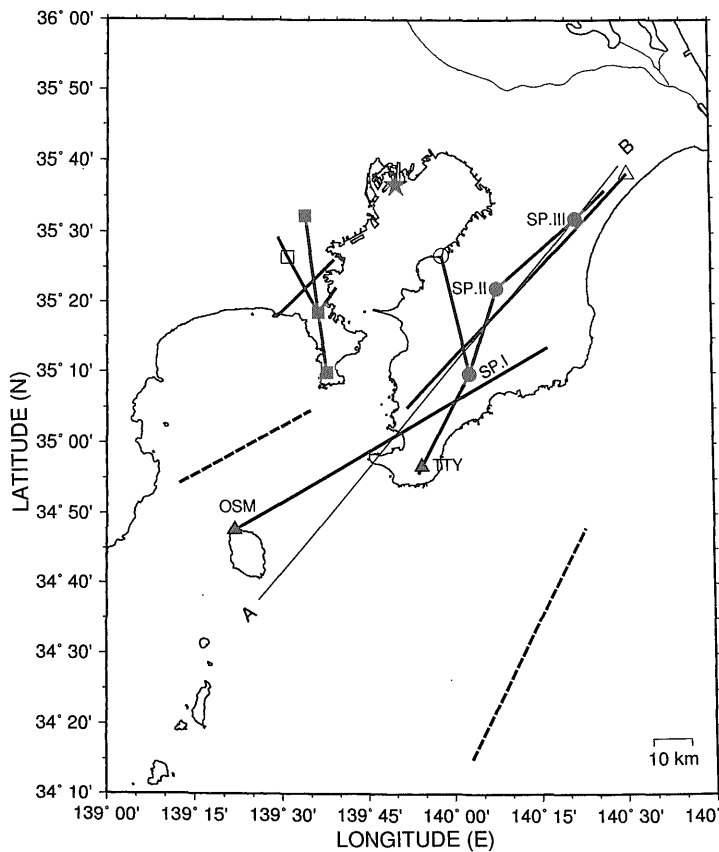 36° 00'
35° 50'
35° 40'
35° 30'
35° 20'
35° 10'
35° 00'
34° 50'
34° 40'
34° 30'
34° 20'
34° 10'
LATITUDE (N)
B
SP.III
SP.II
SP.I
TTY
OSM
A
10 km
139° 00' 139° 15' 139° 30' 139° 45' 140° 00' 140° 15' 140° 30' 140°
LONGITUDE (E)